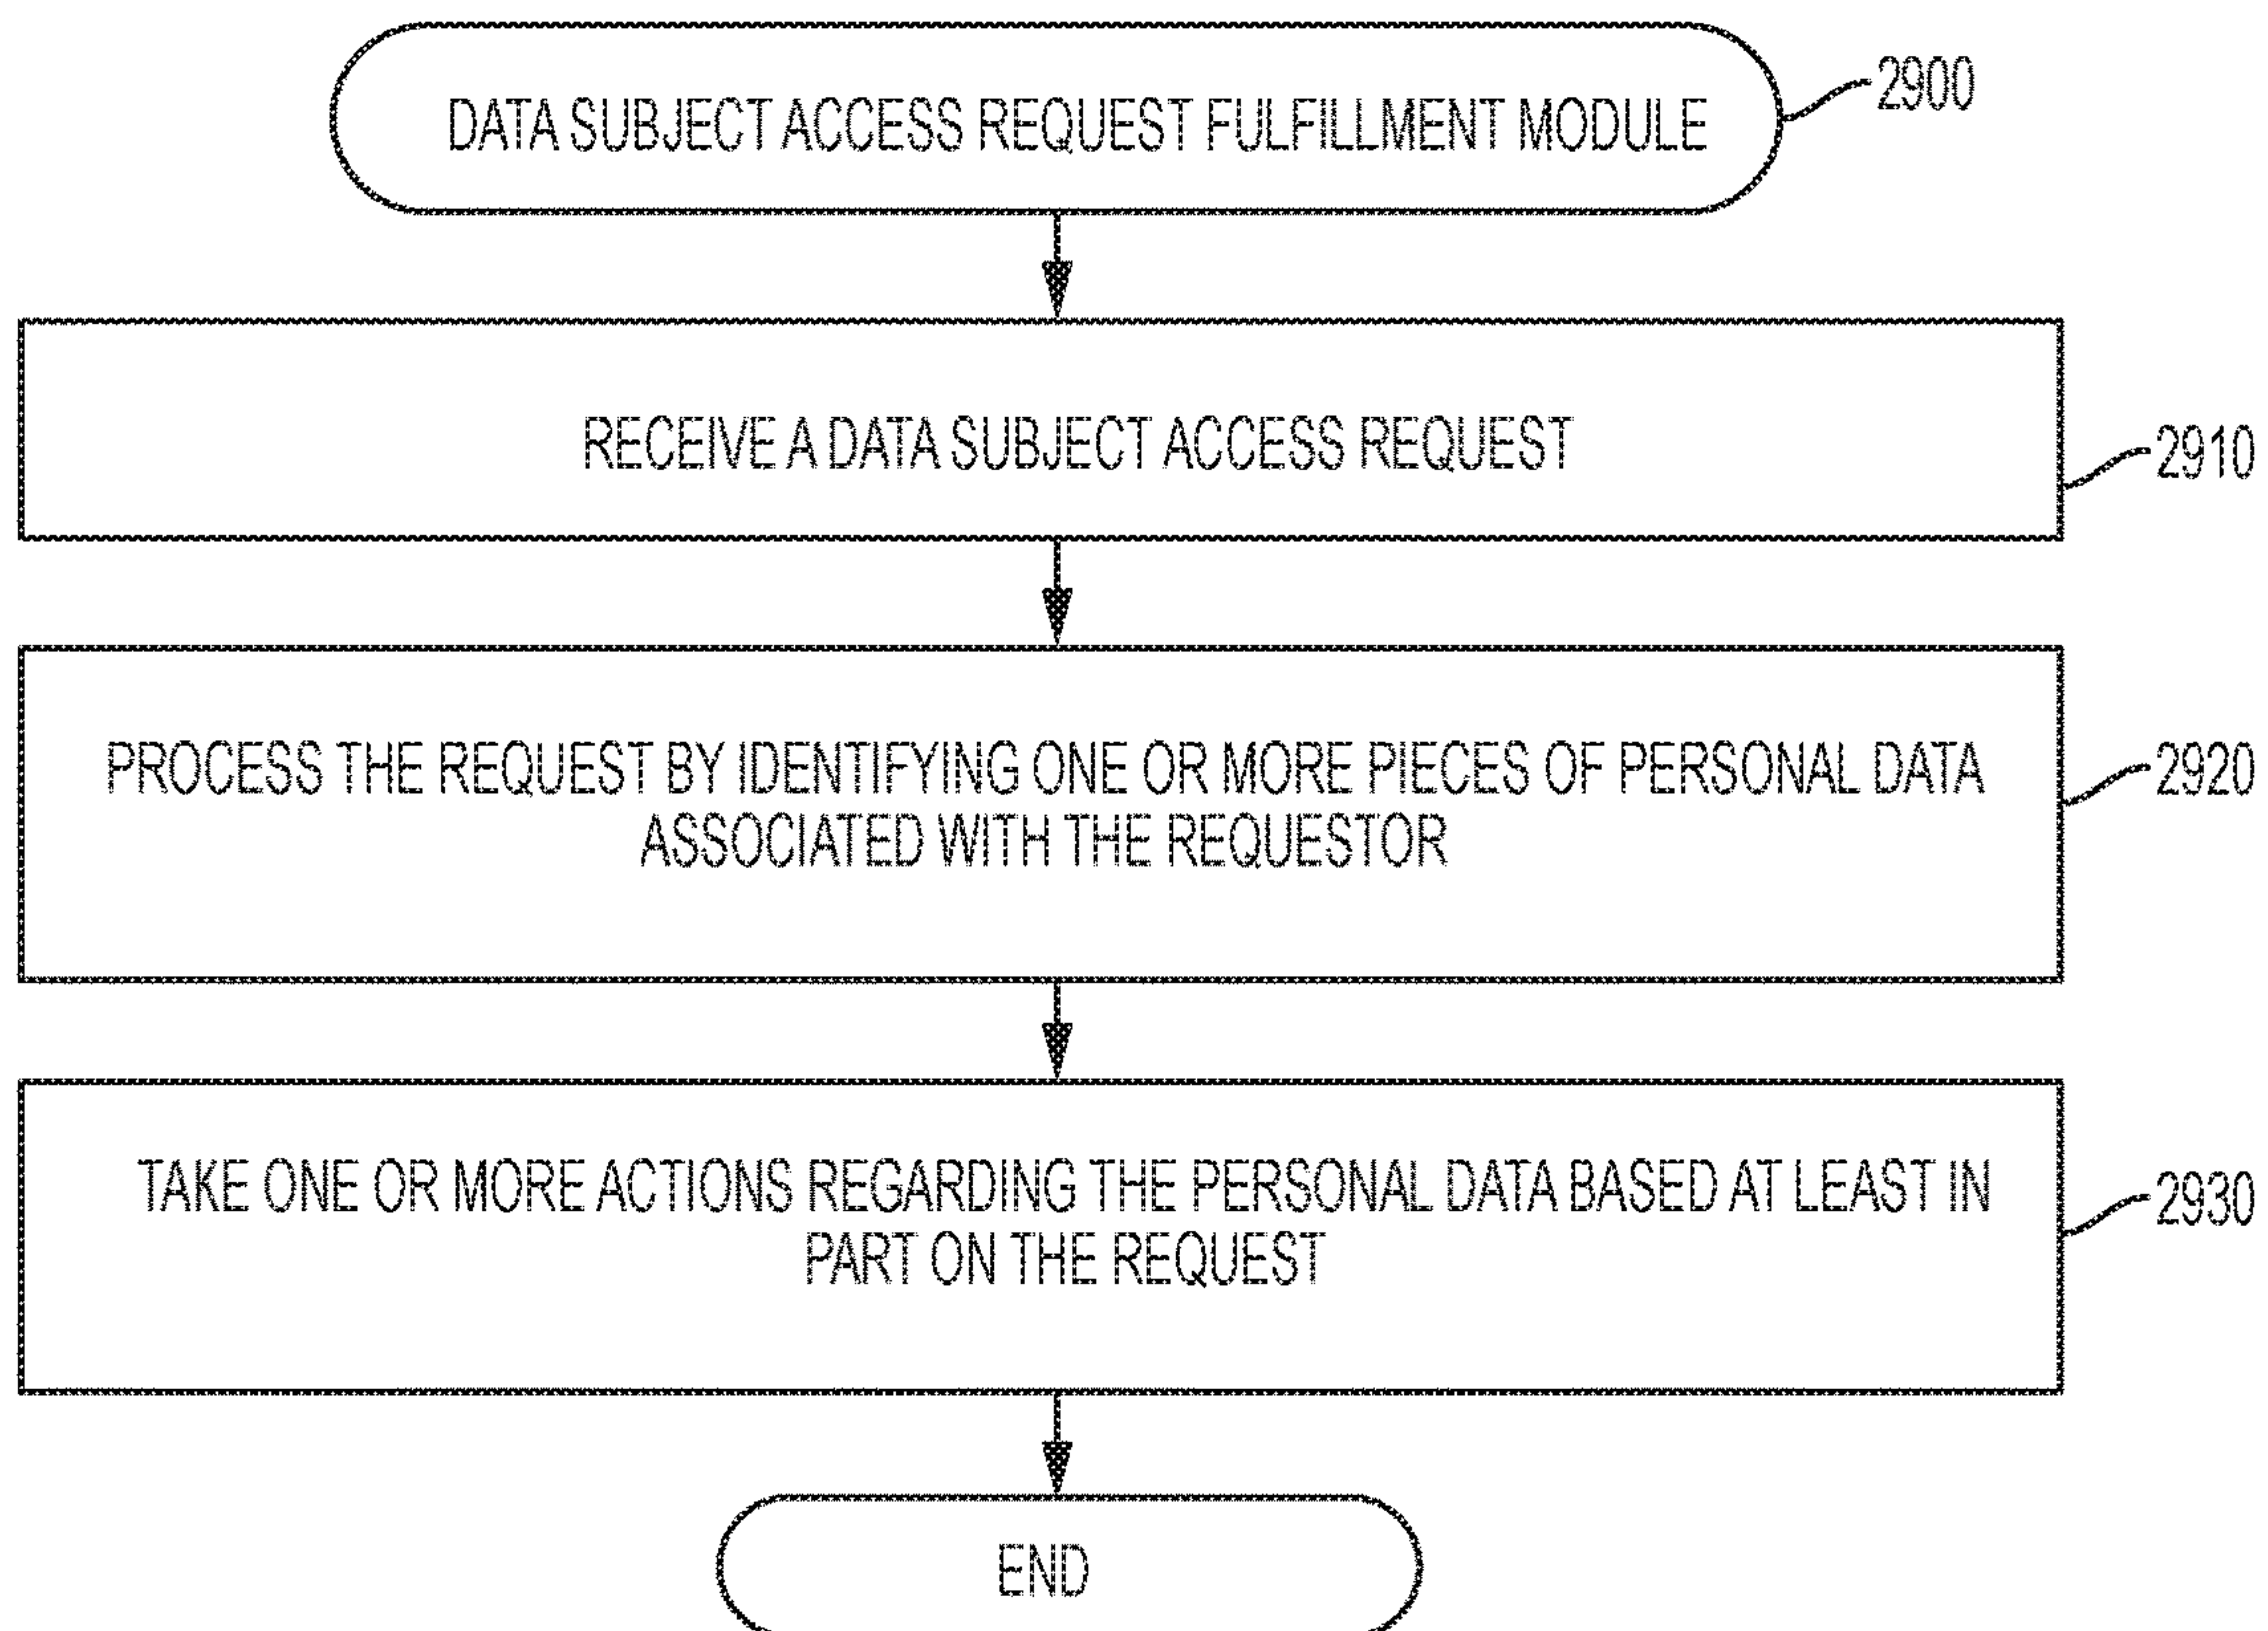 DATA SUBJECT ACCESS REQUEST FULFILLMENT MODULE
2900
RECEIVE A DATA SUBJECT ACCESS REQUEST
2910
PROCESS THE REQUEST BY IDENTIFYING ONE OR MORE PIECES OF PERSONAL DATA
ASSOCIATED WITH THE REQUESTOR
2920
TAKE ONE OR MORE ACTIONS REGARDING THE PERSONAL DATA BASED AT LEAST IN
PART ON THE REQUEST
2930
END